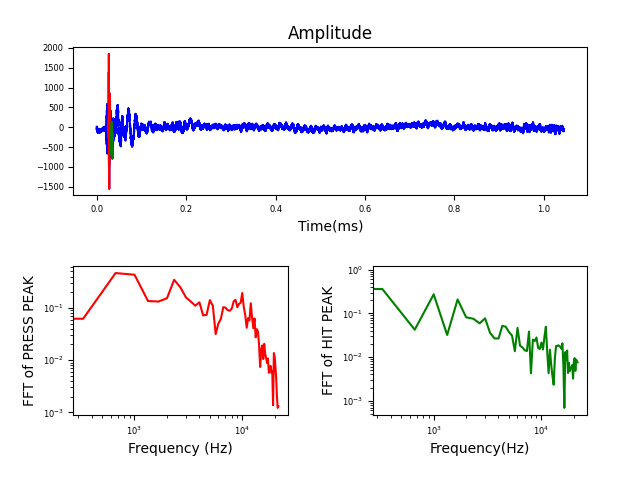 Amplitude
2000
1500
1000
500
0
−500
−1000
−1500
0.0 0.2 0.4 0.6 0.8 1.0
Time(ms)
FFT of PRESS PEAK
10⁻¹
10⁻²
10⁻³
10³ 10⁴
Frequency (Hz)
FFT of HIT PEAK
10⁰
10⁻¹
10⁻²
10⁻³
10³ 10⁴
Frequency(Hz)